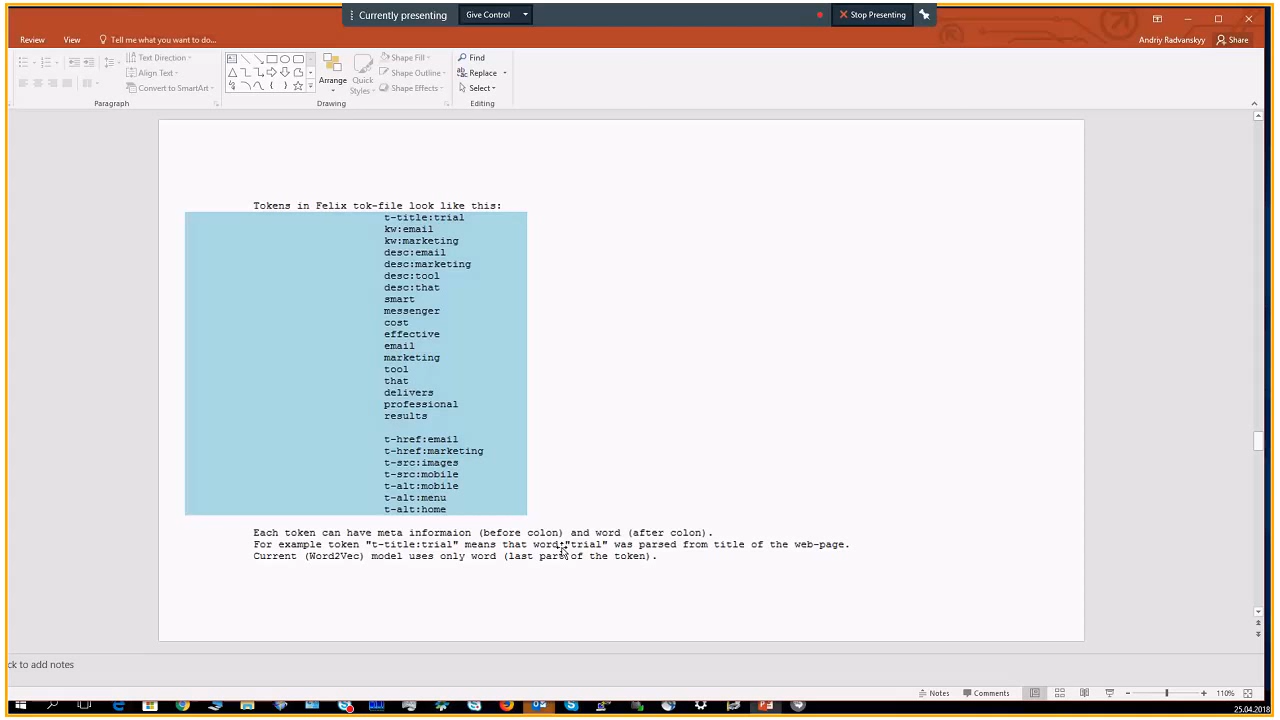 Currently presenting
Give Control
Stop Presenting
Review
View
Tell me what you want to do...
Andriy Radvanskyy
Share
Text Direction
Align Text
Convert to SmartArt
Paragraph
Arrange
Quick
Styles
Shape Fill
Shape Outline
Shape Effects
Drawing
Find
Replace
Select
Editing
Tokens in Felix tok-file look like this:
t-title:trial
kw:email
kw:marketing
desc:email
desc:marketing
desc:tool
desc:that
smart
messenger
cost
effective
email
marketing
tool
that
delivers
professional
results
t-href:email
t-href:marketing
t-src:images
t-src:mobile
t-alt:mobile
t-alt:menu
t-alt:home
Each token can have meta informaion (before colon) and word (after colon).
For example token "t-title:trial" means that word "trial" was parsed from title of the web-page.
Current (Word2Vec) model uses only word (last part of the token).
ck to add notes
Notes
Comments
110%
25.04.2018